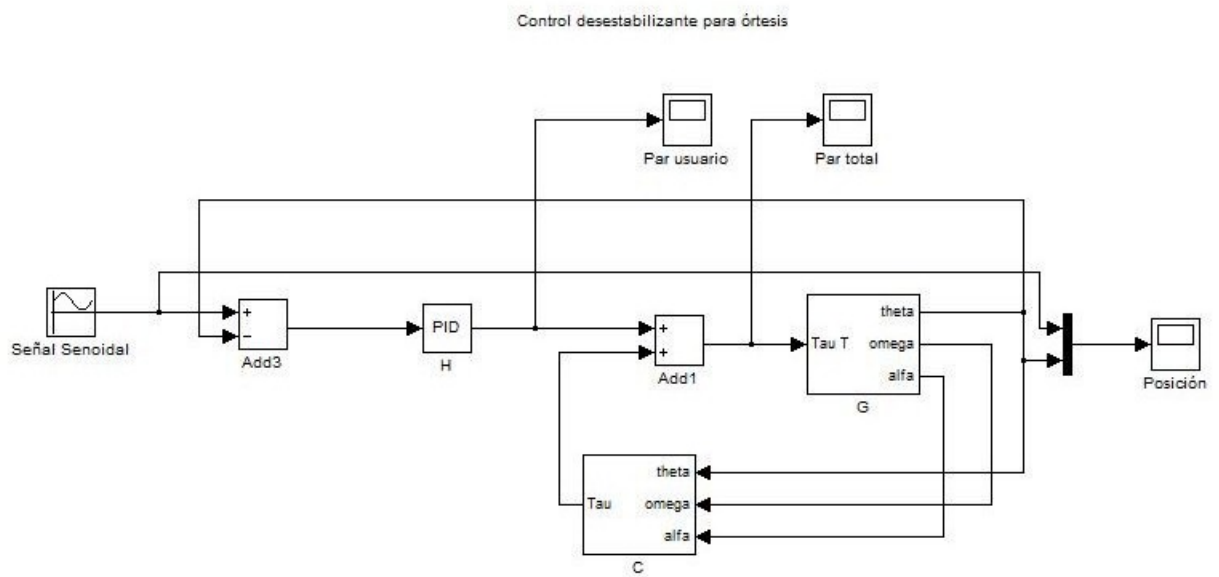 Control desestabilizante para órtesis
Par usuario
Par total
Señal Senoidal
+
−
Add3
PID
H
+
+
Add1
Tau T
theta
omega
alfa
G
Posición
Tau
theta
omega
alfa
C